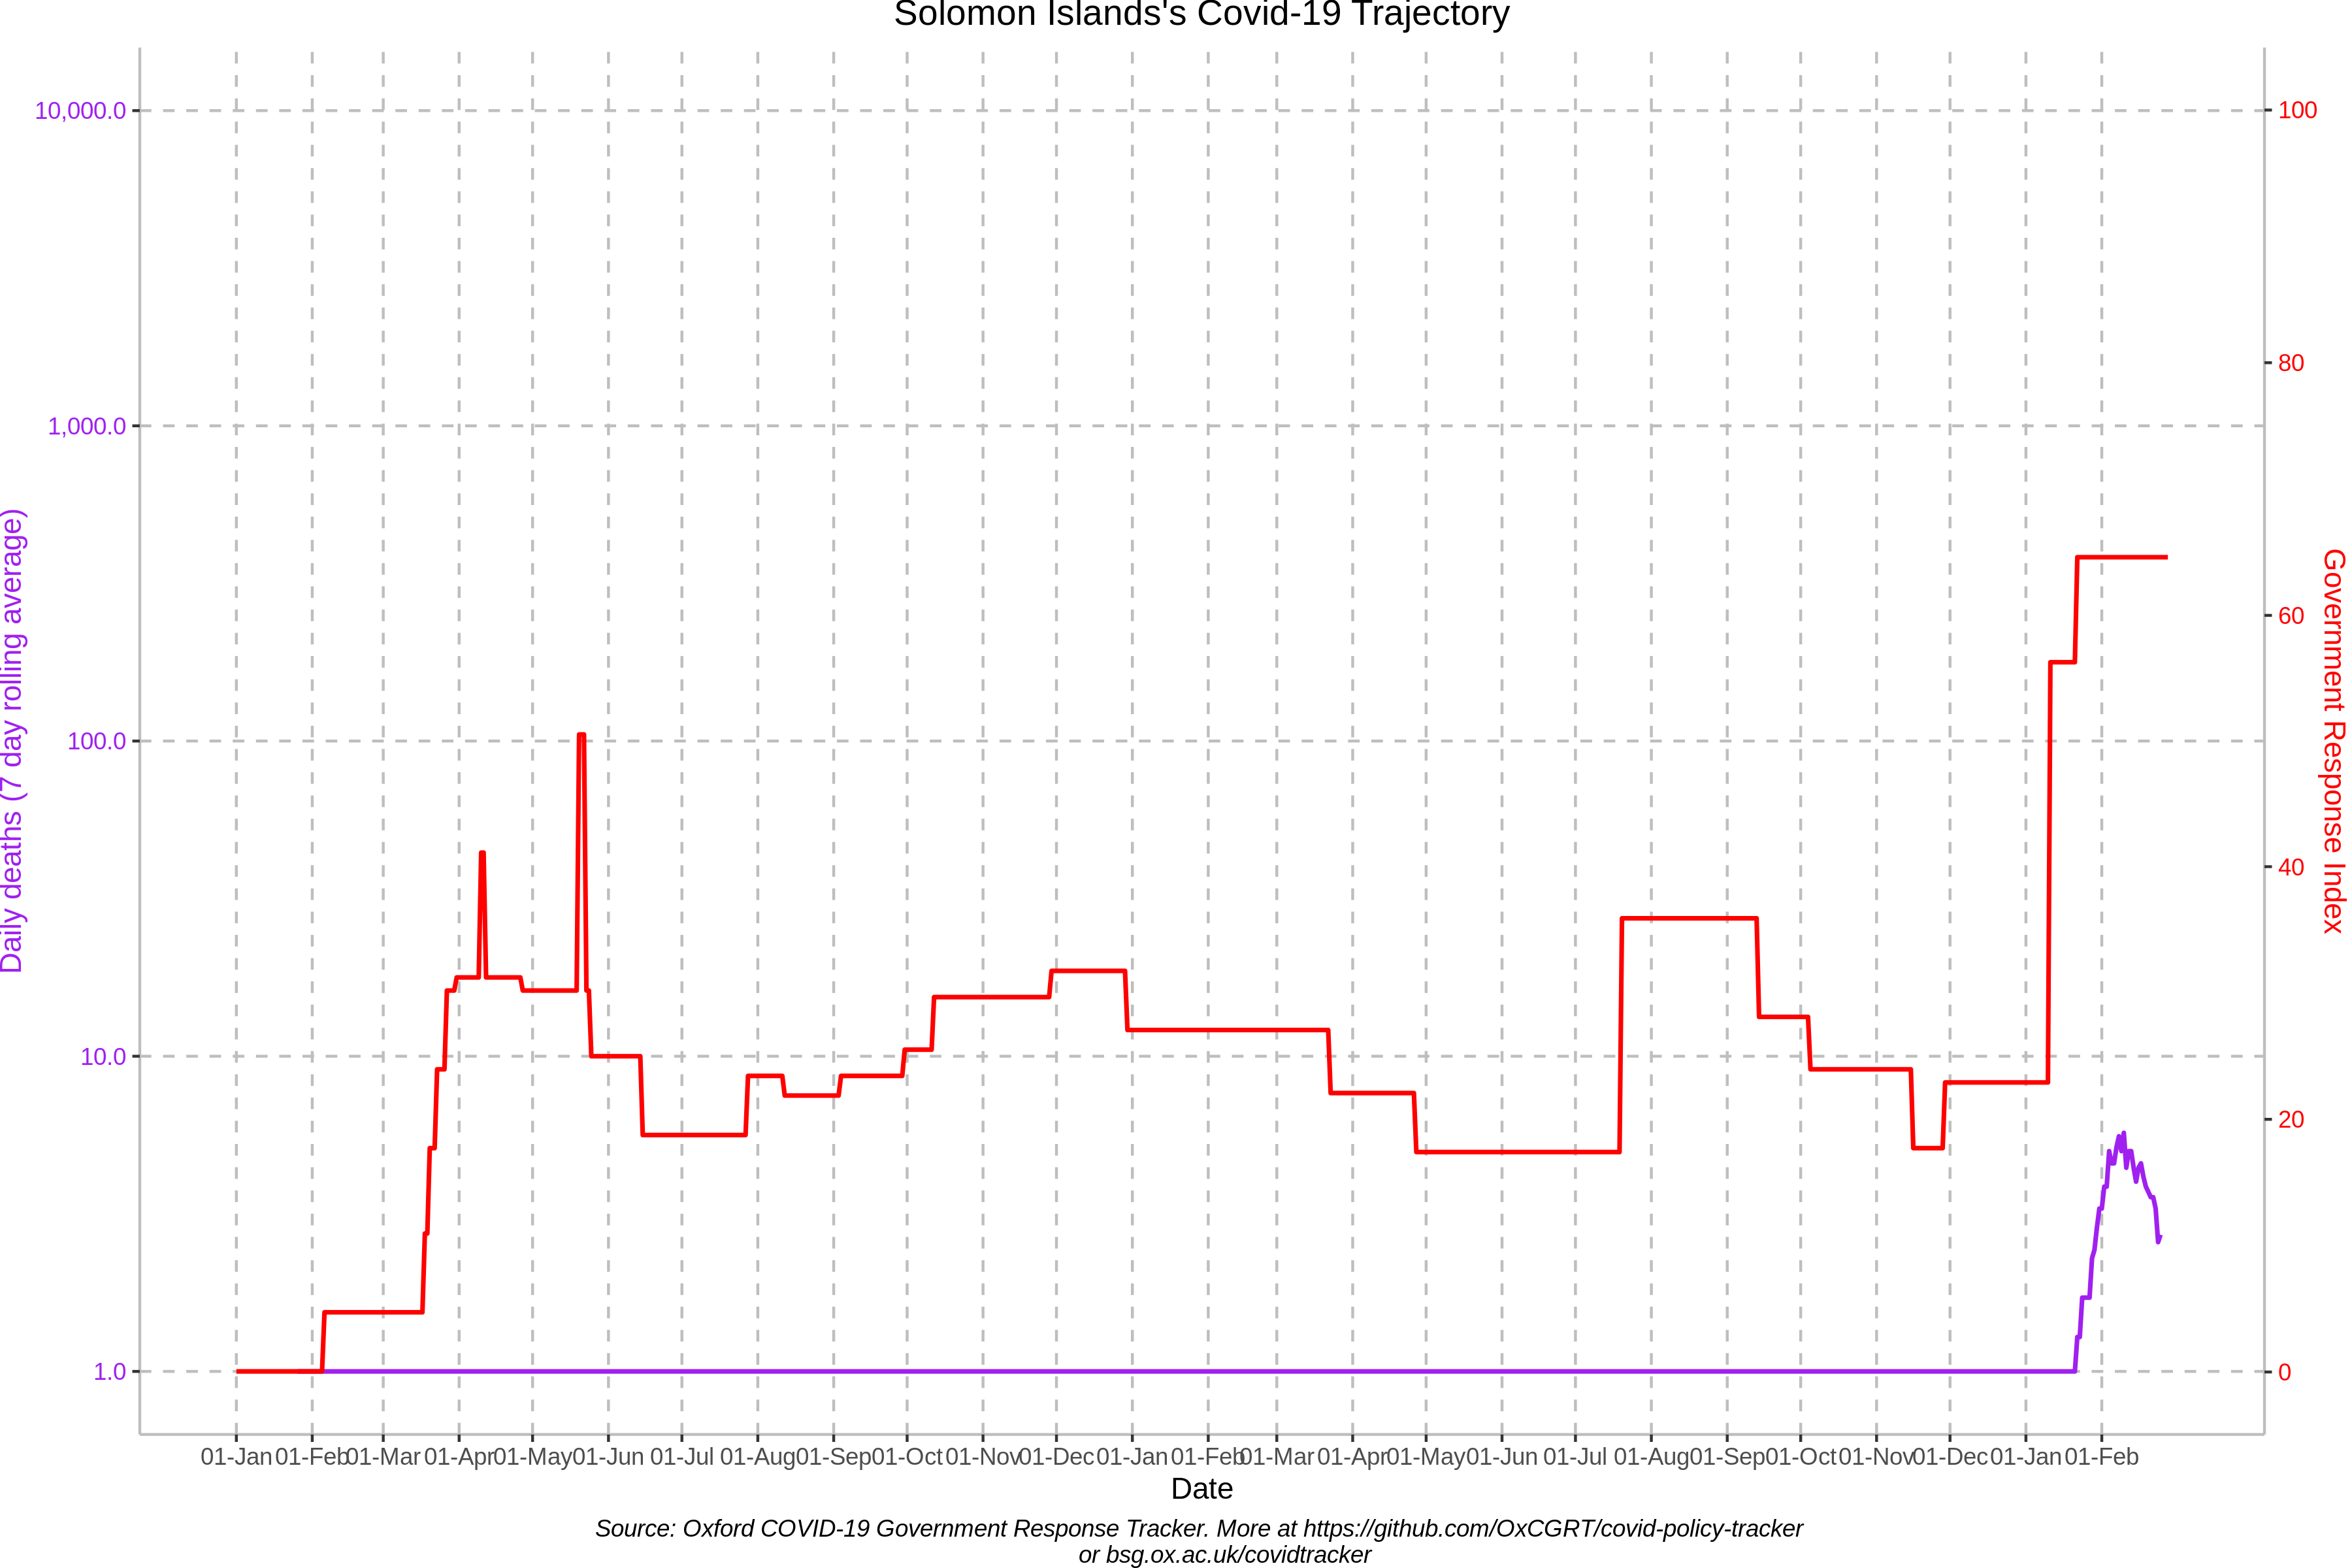 Solomon Islands's Covid-19 Trajectory
10,000.0
1,000.0
100.0
10.0
1.0
Daily deaths (7 day rolling average)
100
80
60
40
20
0
Government Response Index
01-Jan 01-Feb 01-Mar 01-Apr 01-May 01-Jun 01-Jul 01-Aug 01-Sep 01-Oct 01-Nov 01-Dec 01-Jan 01-Feb 01-Mar 01-Apr 01-May 01-Jun 01-Jul 01-Aug 01-Sep 01-Oct 01-Nov 01-Dec 01-Jan 01-Feb
Date
Source: Oxford COVID-19 Government Response Tracker. More at https://github.com/OxCGRT/covid-policy-tracker
or bsg.ox.ac.uk/covidtracker